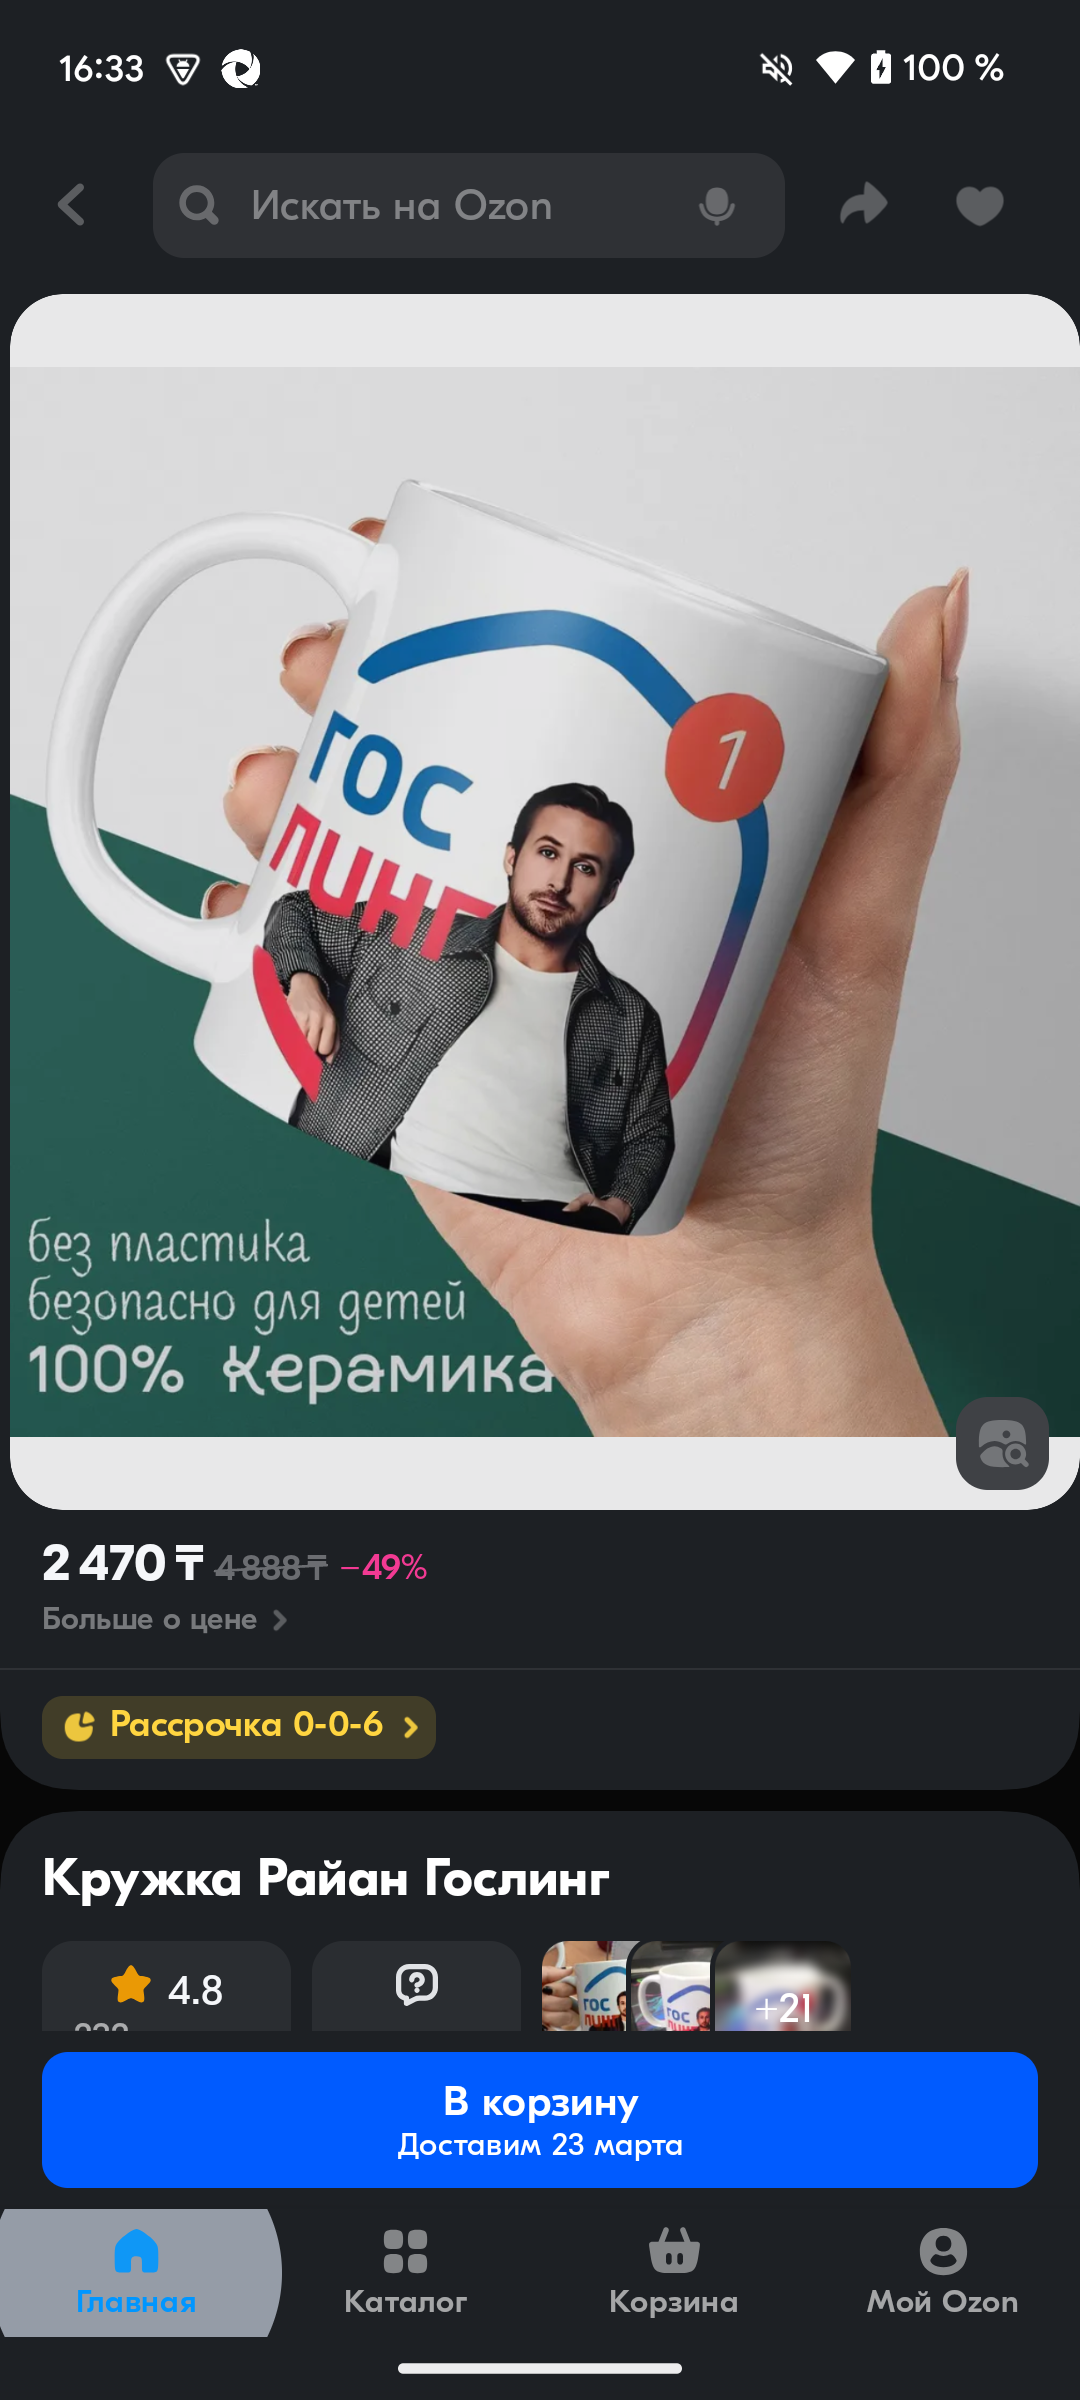 16:33
100 %
Искать на Ozon
1
ГОС
ЛИНГ
без пластика
безопасно для детей
100% Керамика
2 470 ₸ 4 888 ₸ −49%
Больше о цене
Рассрочка 0-0-6
Кружка Райан Гослинг
4.8
+21
В корзину
Доставим 23 марта
Главная
Каталог
Корзина
Мой Ozon